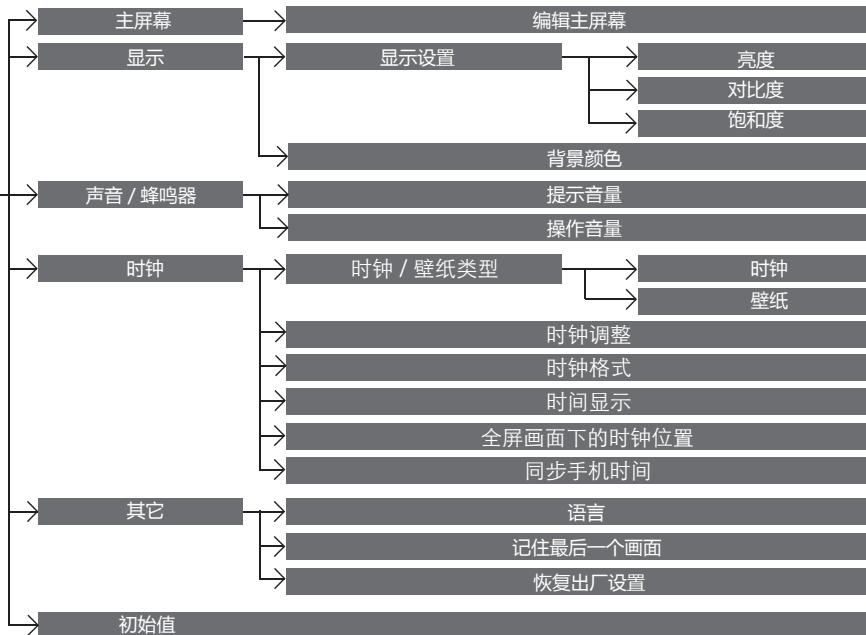 主屏幕
编辑主屏幕
显示
显示设置
亮度
对比度
饱和度
背景颜色
声音 / 蜂鸣器
提示音量
操作音量
时钟
时钟 / 壁纸类型
时钟
壁纸
时钟调整
时钟格式
时间显示
全屏画面下的时钟位置
同步手机时间
其它
语言
记住最后一个画面
恢复出厂设置
初始值